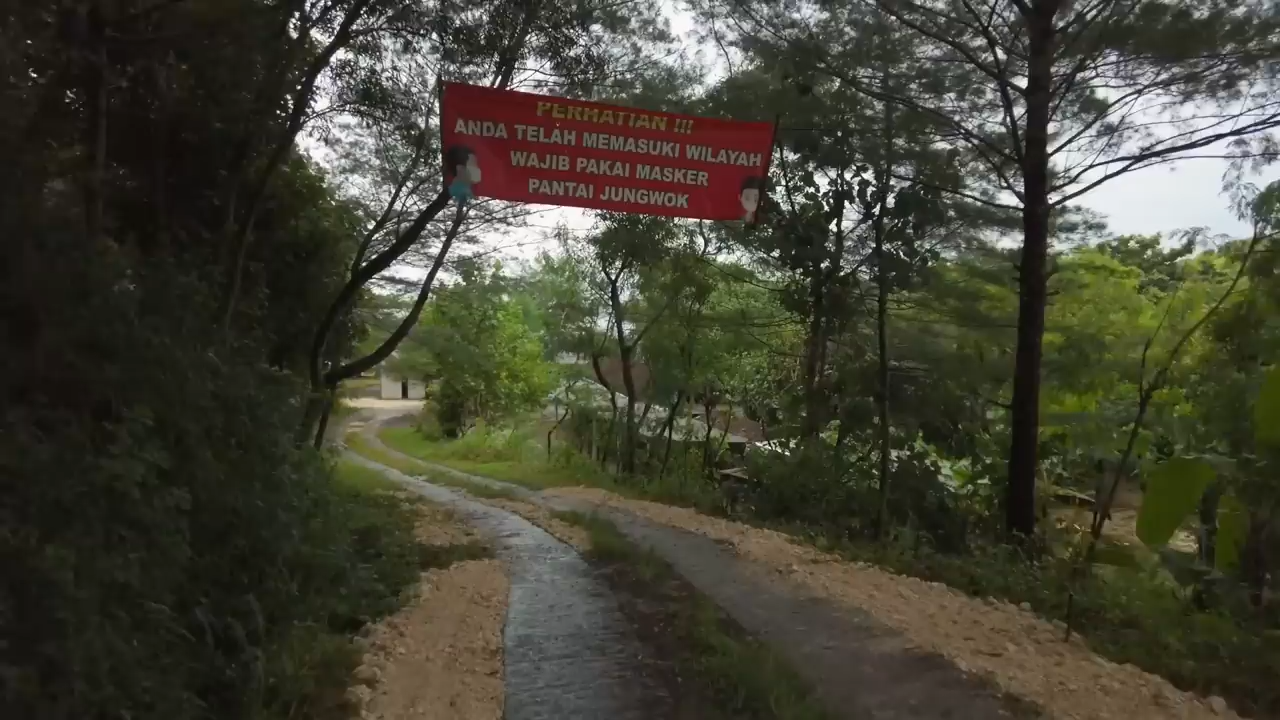 PERHATIAN !!!
ANDA TELAH MEMASUKI WILAYAH
WAJIB PAKAI MASKER
PANTAI JUNGWOK